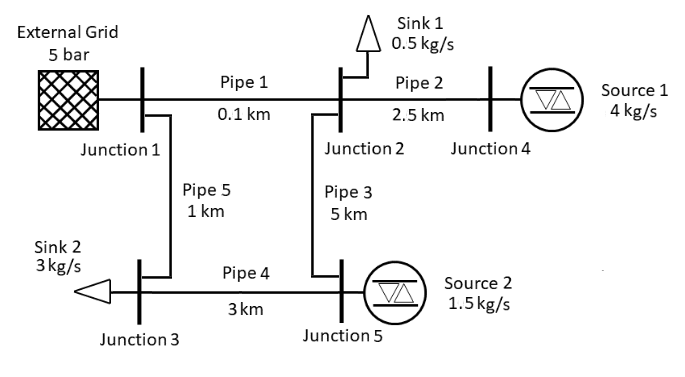 External Grid
5 bar
Sink 1
0.5 kg/s
Pipe 1
0.1 km
Pipe 2
2.5 km
Source 1
4 kg/s
Junction 1
Junction 2
Junction 4
Pipe 5
1 km
Pipe 3
5 km
Sink 2
3 kg/s
Pipe 4
3 km
Source 2
1.5 kg/s
Junction 3
Junction 5